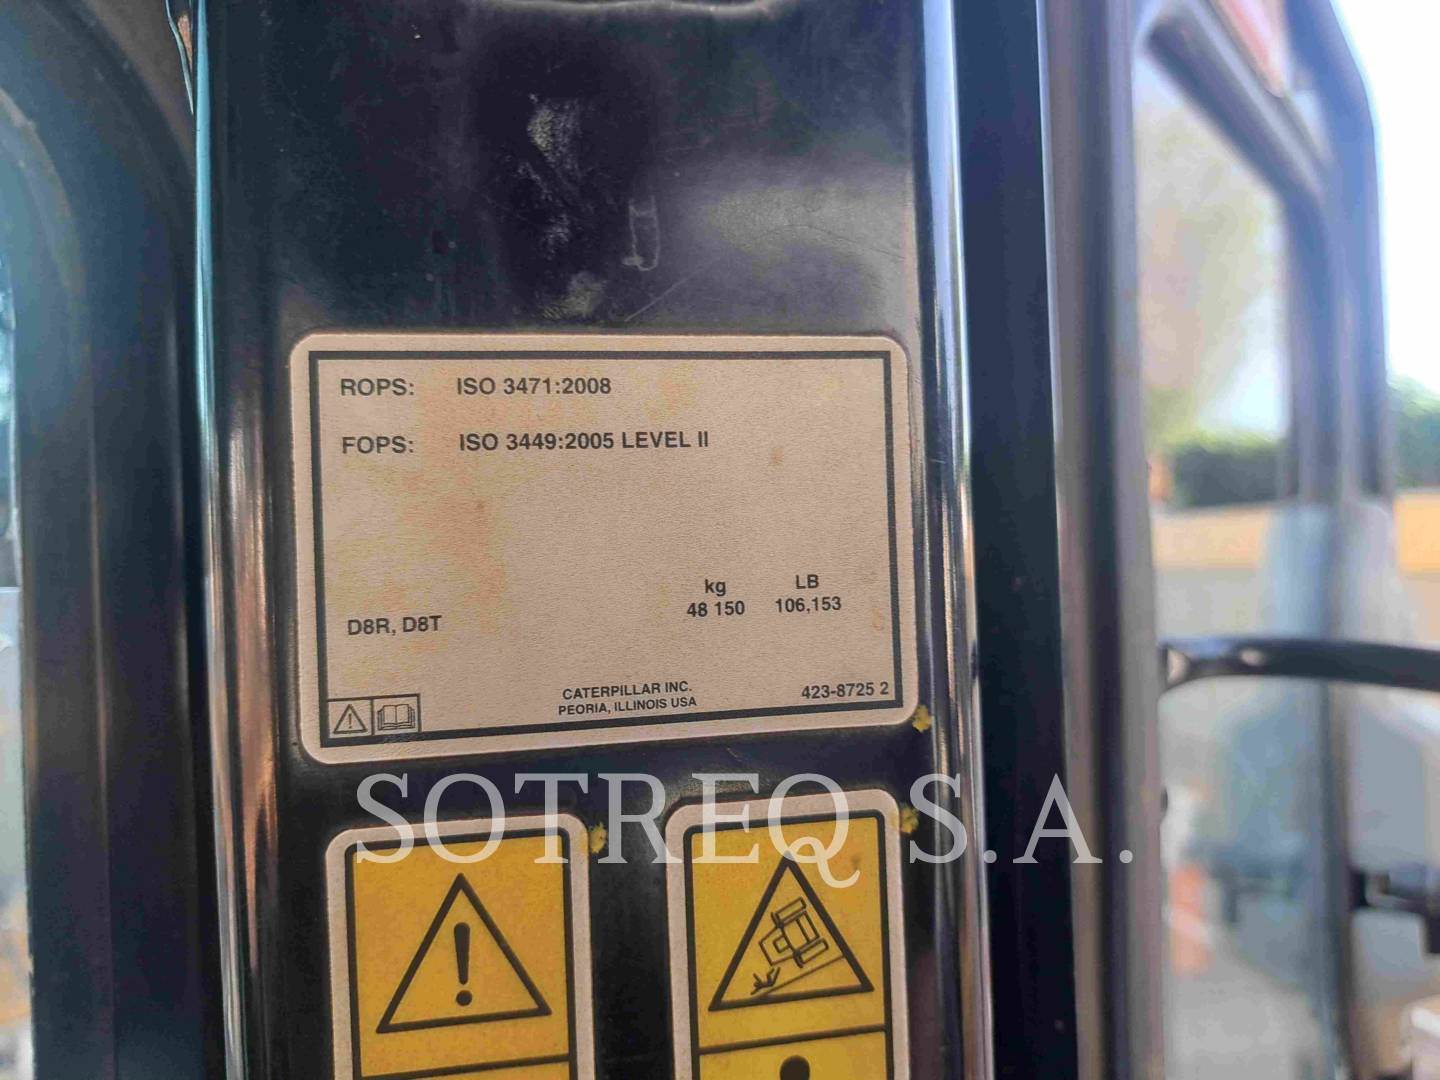 ROPS: ISO 3471:2008
FOPS: ISO 3449:2005 LEVEL II
kg LB
D8R, D8T 48 150 106,153
CATERPILLAR INC.
PEORIA, ILLINOIS USA
423-8725 2
SOTREQ S.A.